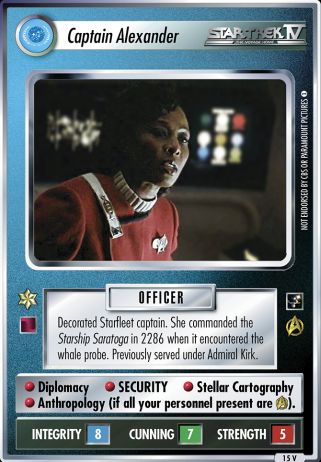 Captain Alexander
STAR TREK IV
THE VOYAGE HOME
NOT ENDORSED BY CBS OR PARAMOUNT PICTURES
OFFICER
Decorated Starfleet captain. She commanded the
Starship Saratoga in 2286 when it encountered the
whale probe. Previously served under Admiral Kirk.
Diplomacy SECURITY Stellar Cartography
Anthropology (if all your personnel present are ).
INTEGRITY 8 CUNNING 7 STRENGTH 5
15 V